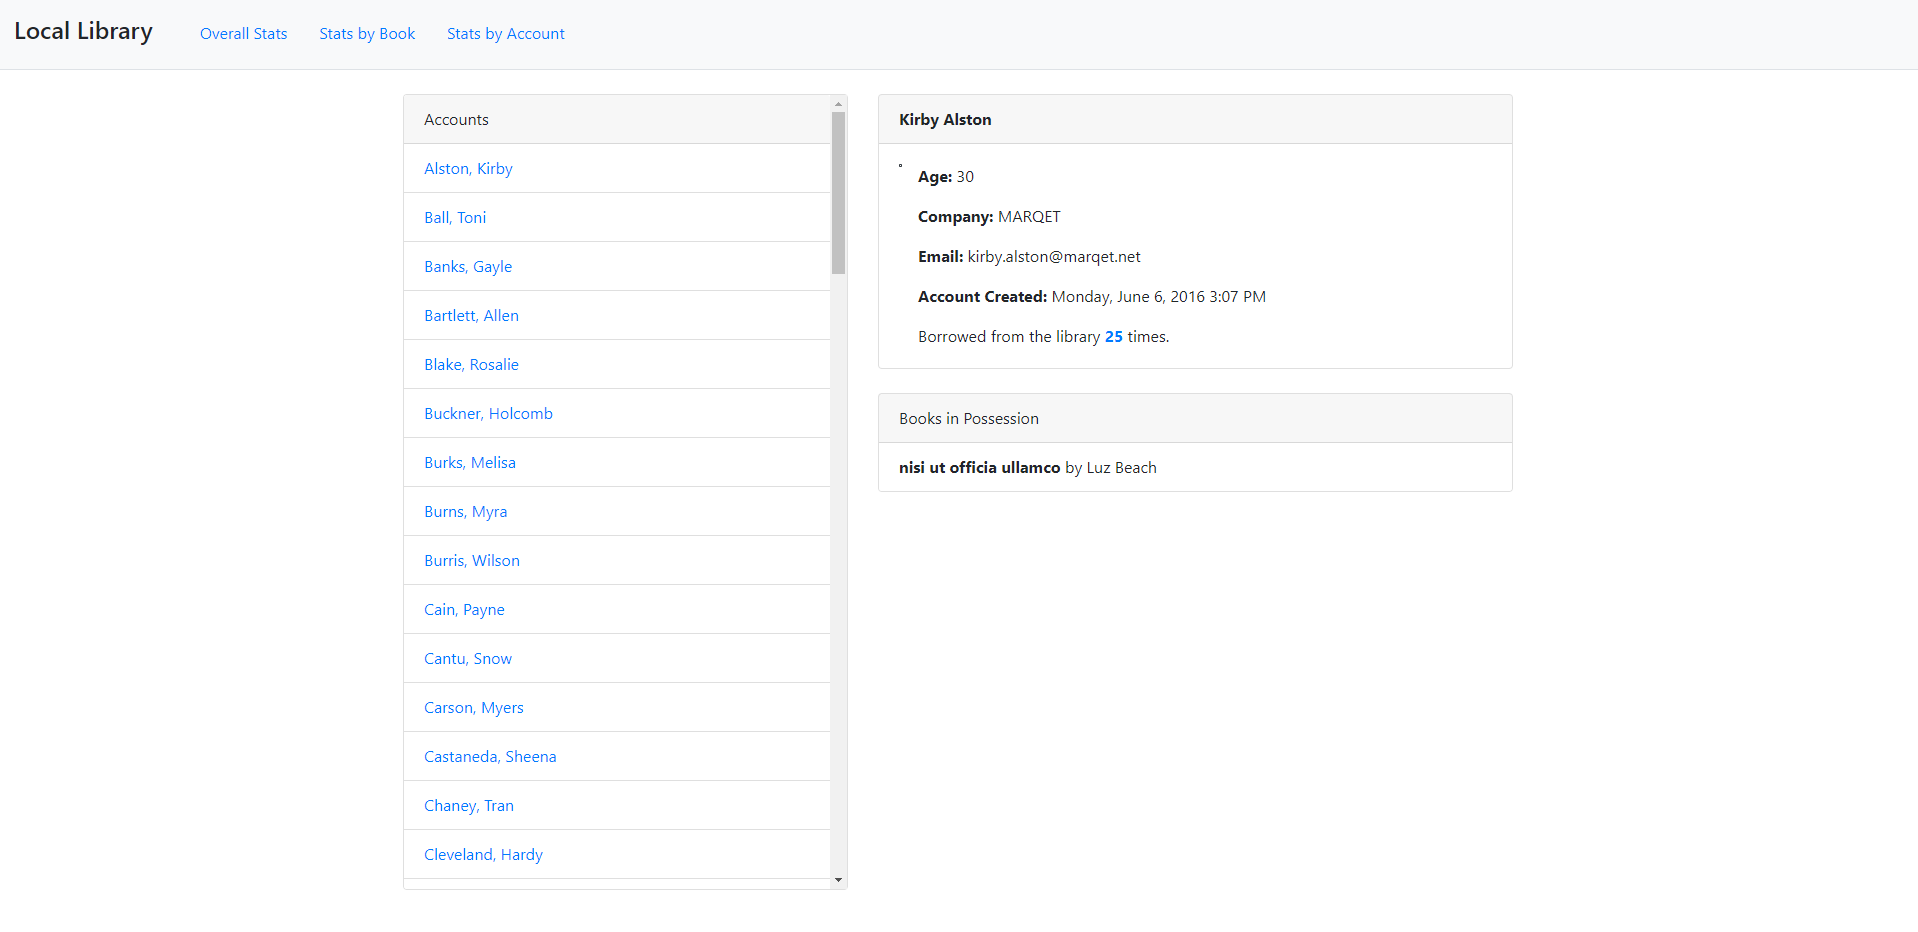 Local Library
Overall Stats
Stats by Book
Stats by Account
Accounts
Alston, Kirby
Ball, Toni
Banks, Gayle
Bartlett, Allen
Blake, Rosalie
Buckner, Holcomb
Burks, Melisa
Burns, Myra
Burris, Wilson
Cain, Payne
Cantu, Snow
Carson, Myers
Castaneda, Sheena
Chaney, Tran
Cleveland, Hardy
Kirby Alston
Age: 30
Company: MARQET
Email: kirby.alston@marqet.net
Account Created: Monday, June 6, 2016 3:07 PM
Borrowed from the library 25 times.
Books in Possession
nisi ut officia ullamco by Luz Beach